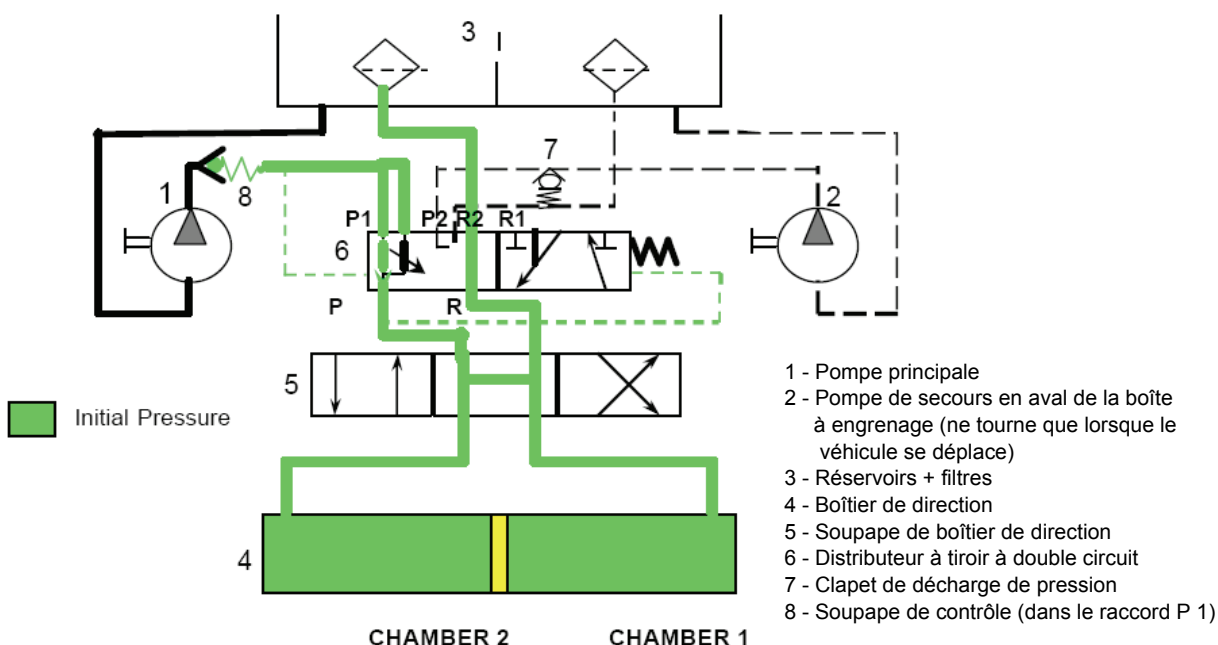 3
7
1
8
2
P1
P2
R2
R1
6
P
R
5
Initial Pressure
4
CHAMBER 2
CHAMBER 1
1 - Pompe principale
2 - Pompe de secours en aval de la boîte
à engrenage (ne tourne que lorsque le
véhicule se déplace)
3 - Réservoirs + filtres
4 - Boîtier de direction
5 - Soupape de boîtier de direction
6 - Distributeur à tiroir à double circuit
7 - Clapet de décharge de pression
8 - Soupape de contrôle (dans le raccord P 1)